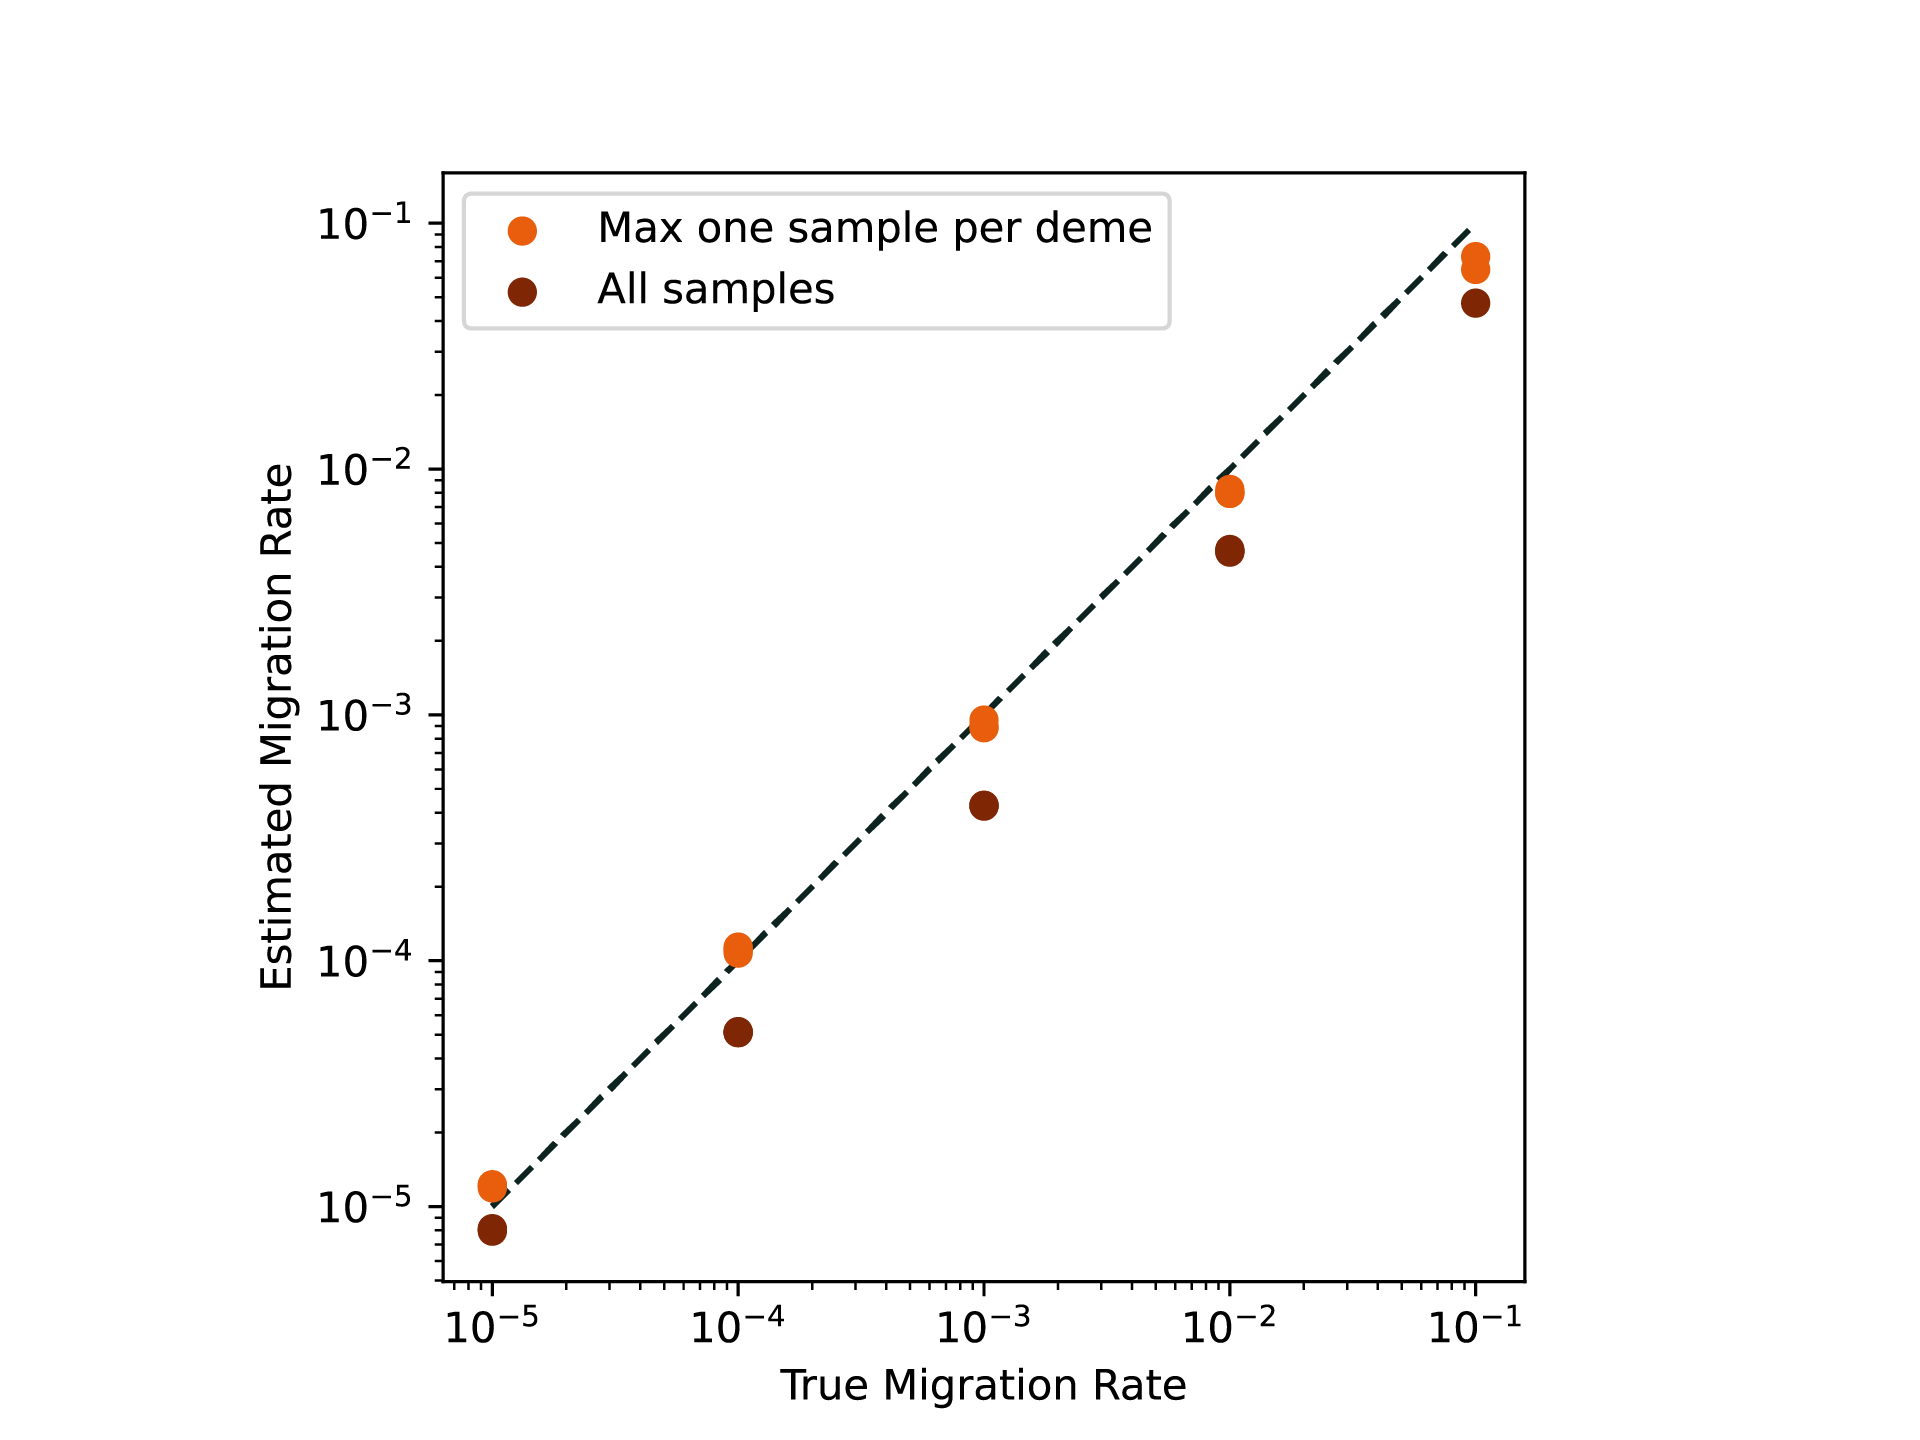 Max one sample per deme
All samples
10⁻¹
10⁻²
10⁻³
10⁻⁴
10⁻⁵
Estimated Migration Rate
10⁻⁵ 10⁻⁴ 10⁻³ 10⁻² 10⁻¹
True Migration Rate